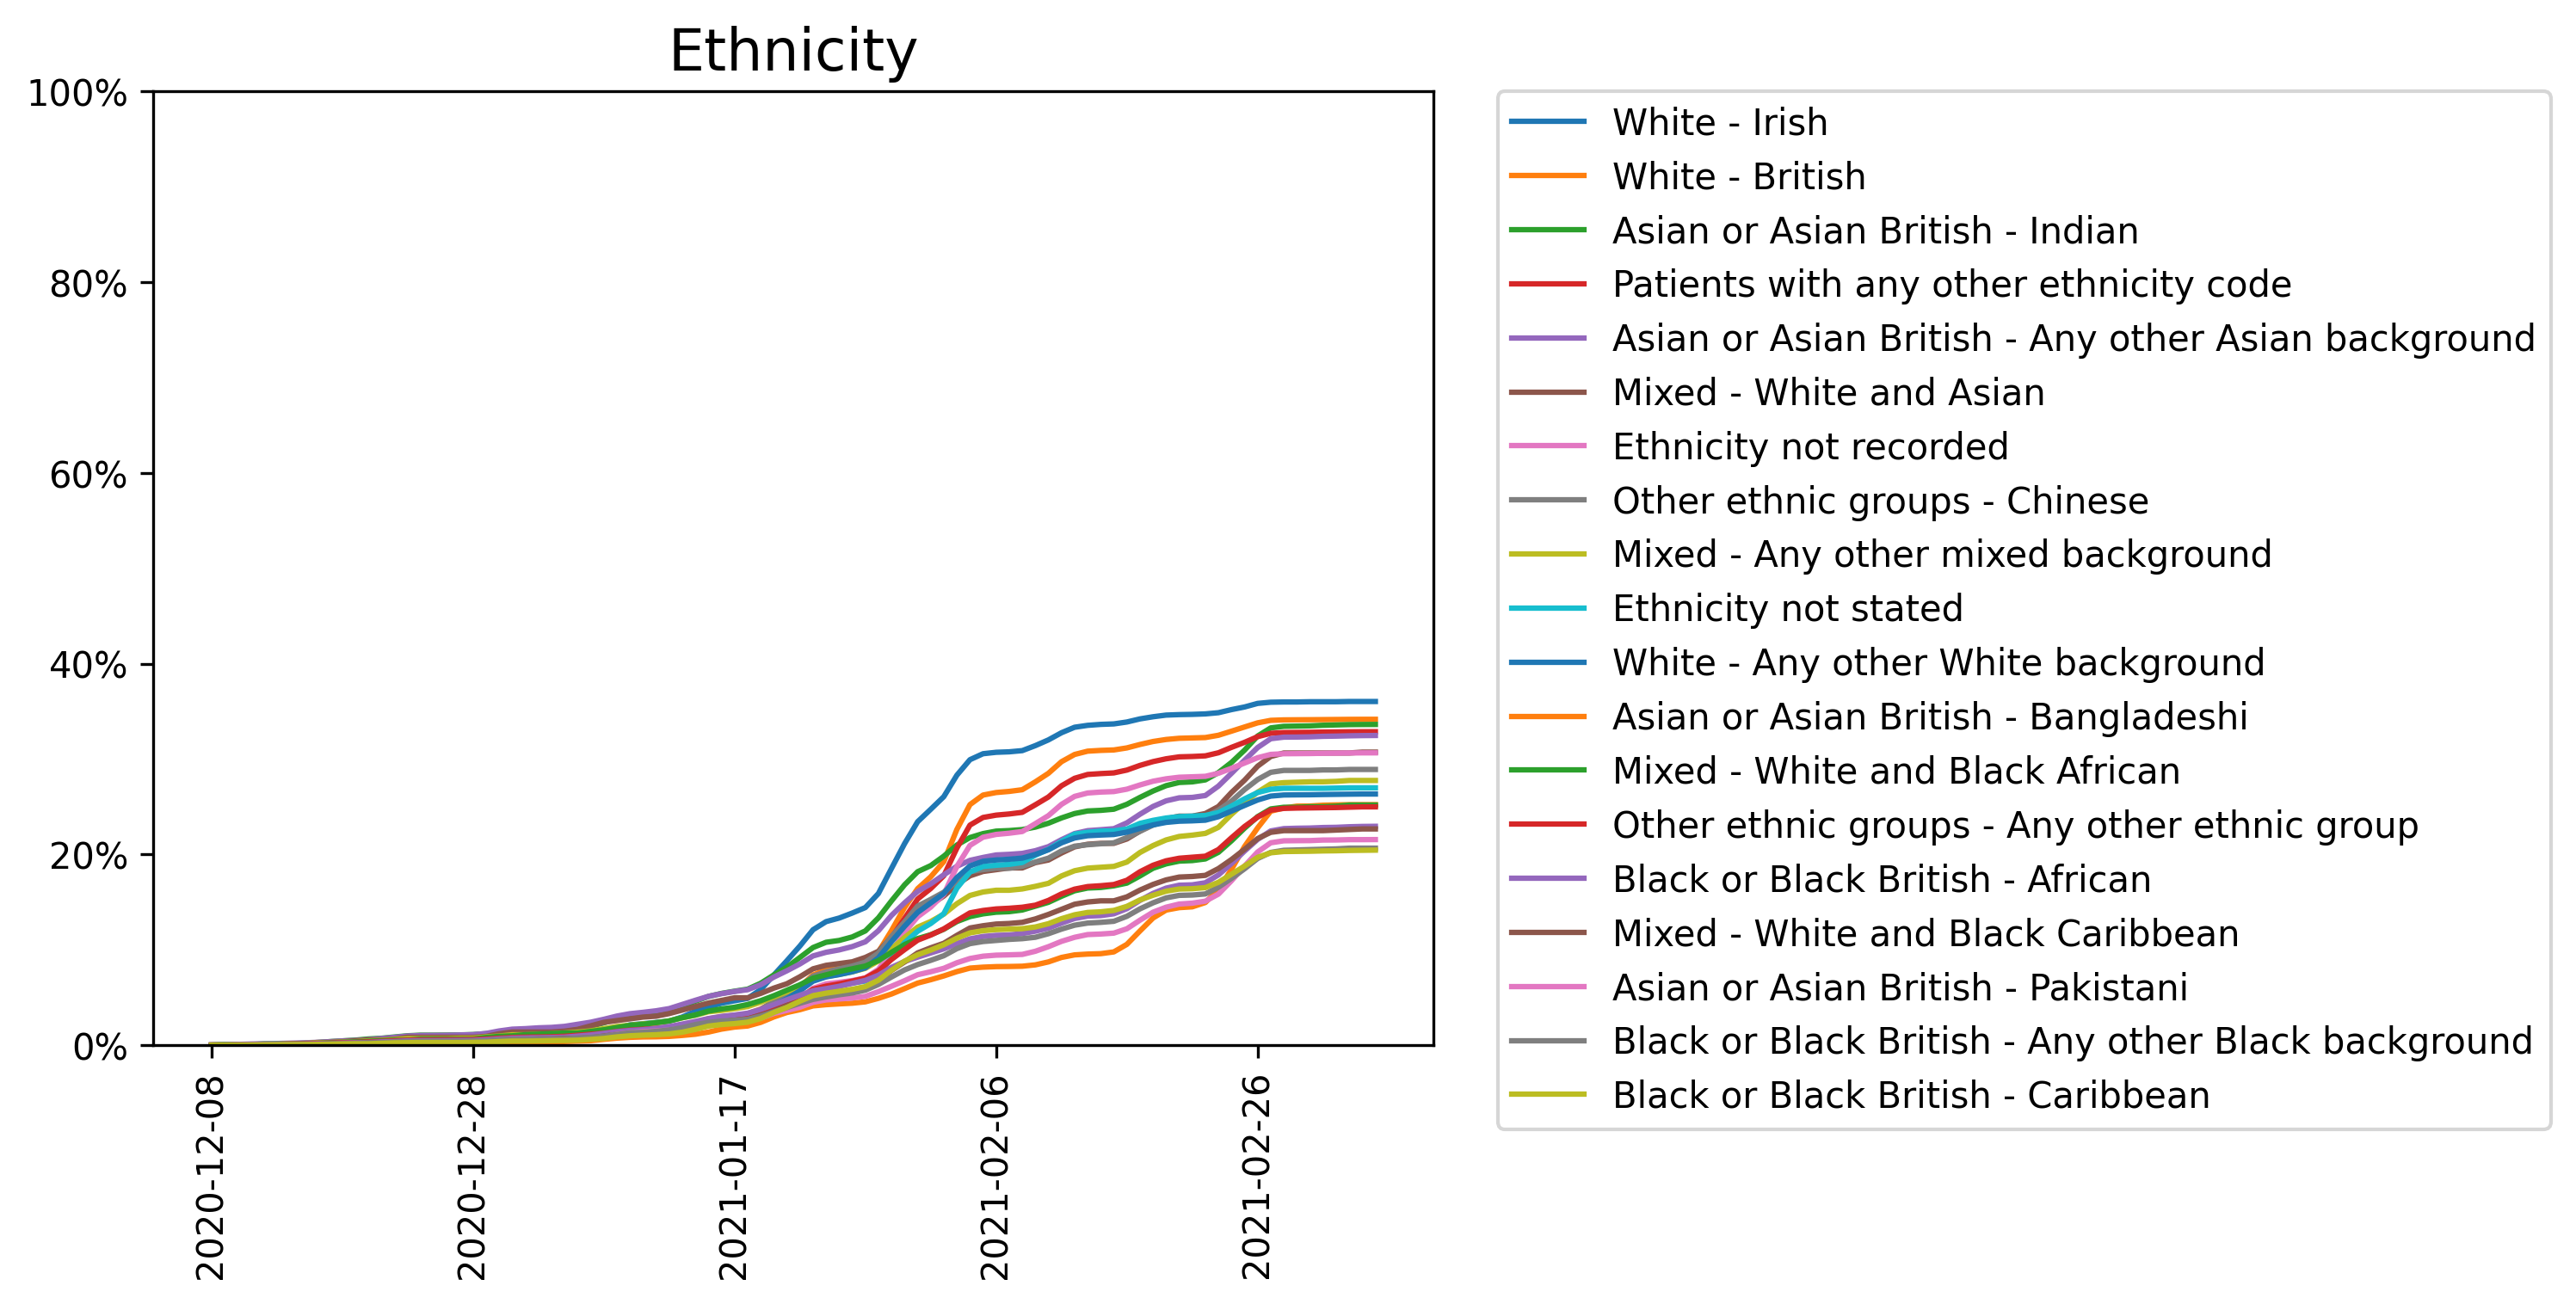 Ethnicity
100%
80%
60%
40%
20%
0%
2020-12-08
2020-12-28
2021-01-17
2021-02-06
2021-02-26
White - Irish
White - British
Asian or Asian British - Indian
Patients with any other ethnicity code
Asian or Asian British - Any other Asian background
Mixed - White and Asian
Ethnicity not recorded
Other ethnic groups - Chinese
Mixed - Any other mixed background
Ethnicity not stated
White - Any other White background
Asian or Asian British - Bangladeshi
Mixed - White and Black African
Other ethnic groups - Any other ethnic group
Black or Black British - African
Mixed - White and Black Caribbean
Asian or Asian British - Pakistani
Black or Black British - Any other Black background
Black or Black British - Caribbean